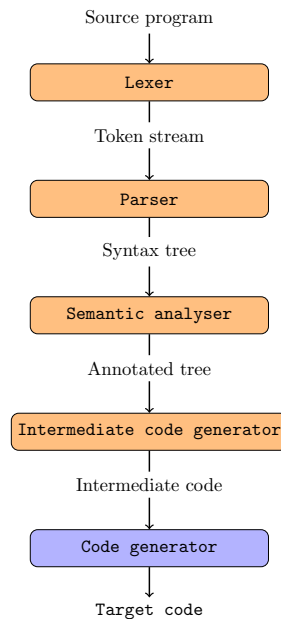 Source program
Lexer
Token stream
Parser
Syntax tree
Semantic analyser
Annotated tree
Intermediate code generator
Intermediate code
Code generator
Target code